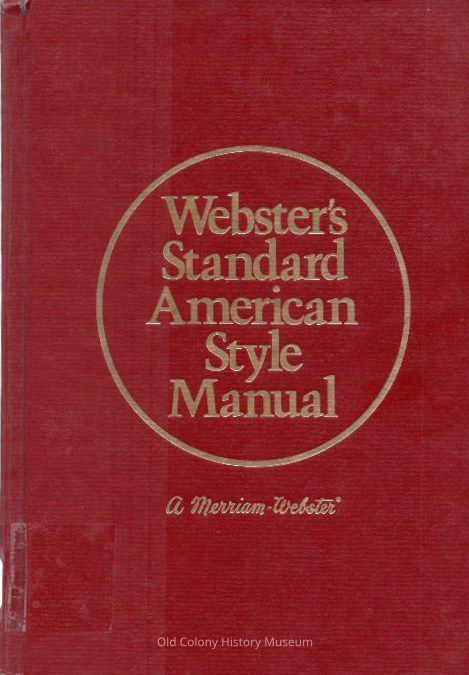 Webster's
Standard
American
Style
Manual
A Merriam-Webster®
Old Colony History Museum